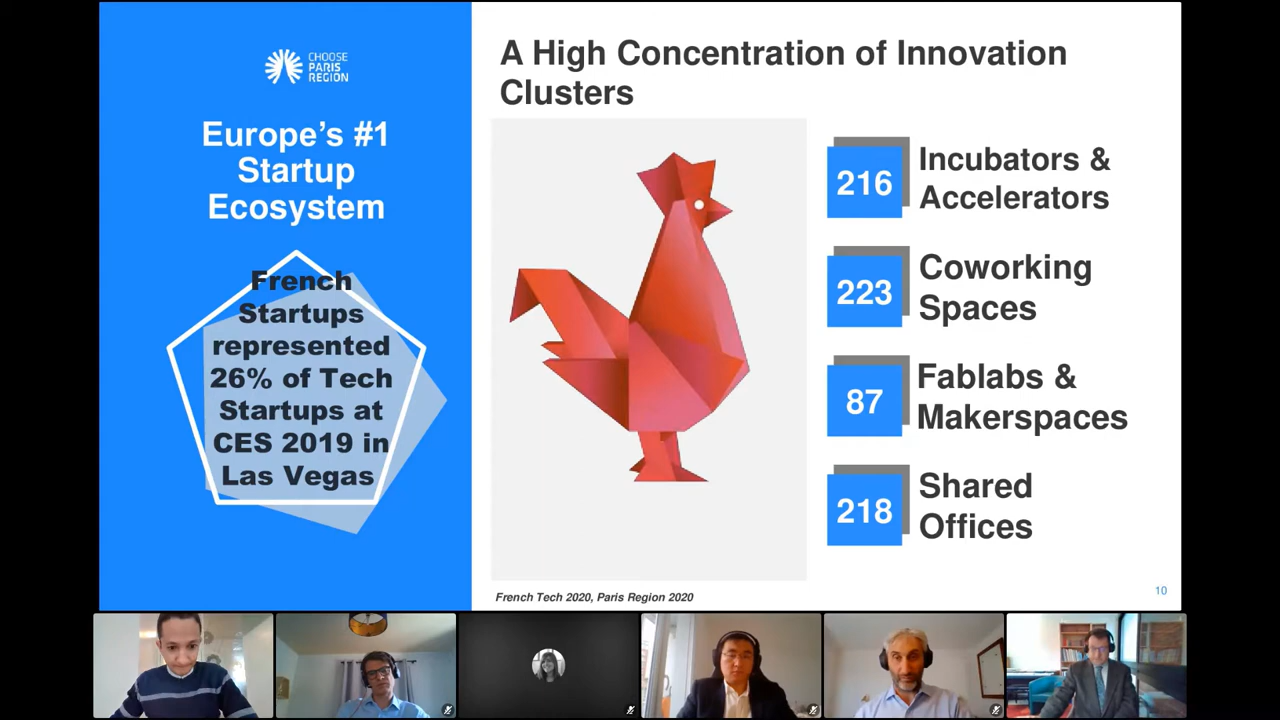 CHOOSE
PARIS
REGION
Europe's #1
Startup
Ecosystem
French
Startups
represented
26% of Tech
Startups at
CES 2019 in
Las Vegas
A High Concentration of Innovation
Clusters
216
Incubators &
Accelerators
223
Coworking
Spaces
87
Fablabs &
Makerspaces
218
Shared
Offices
French Tech 2020, Paris Region 2020
10